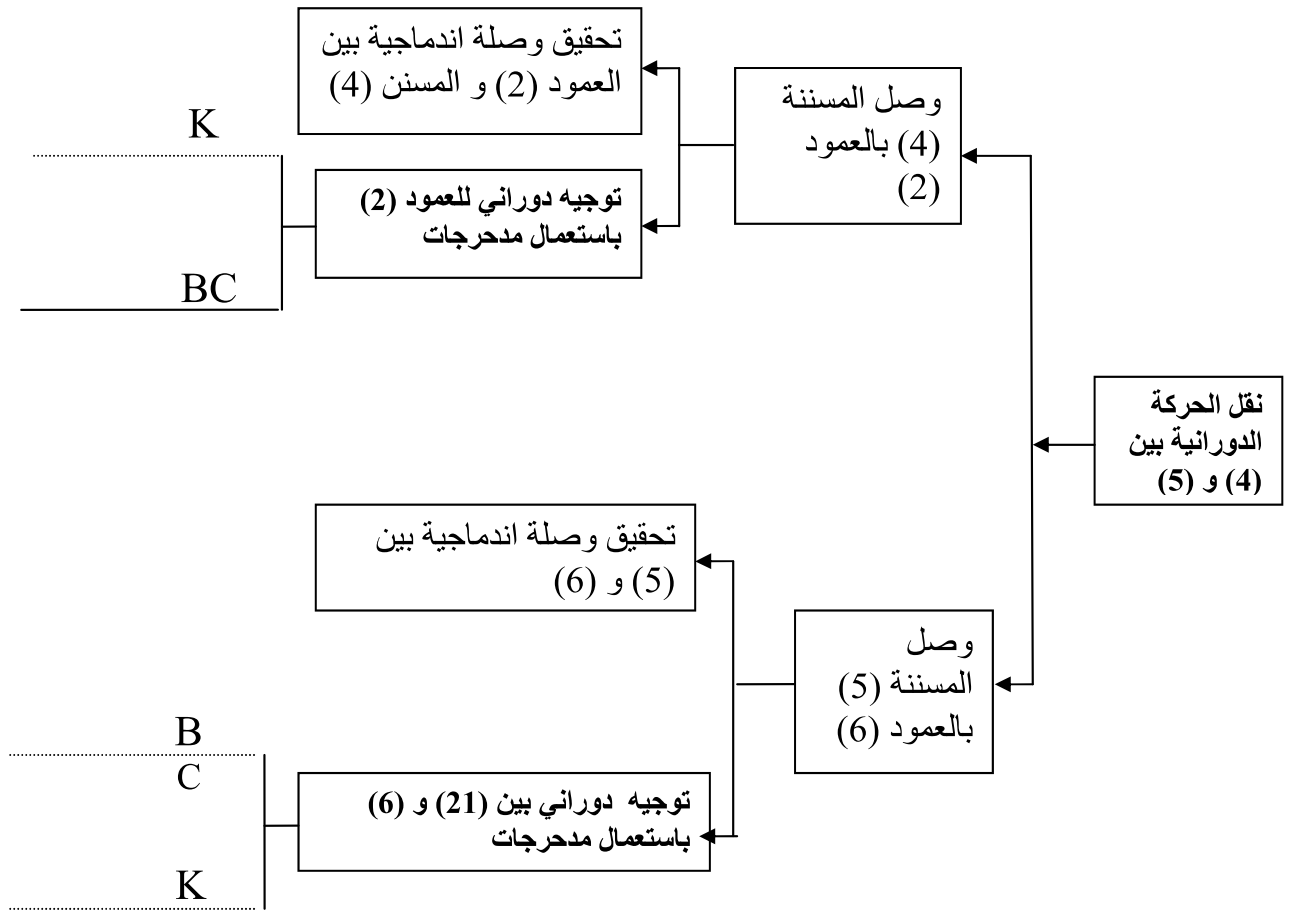 نقل الحركة
الدورانية بين
(4) و (5)
وصل المسننة
(4) بالعمود
(2)
تحقيق وصلة اندماجية بين
العمود (2) و المسنن (4)
توجيه دوراني للعمود (2)
باستعمال مدحرجات
K
BC
وصل
المسننة (5)
بالعمود (6)
تحقيق وصلة اندماجية بين
(5) و (6)
توجيه دوراني بين (21) و (6)
باستعمال مدحرجات
B
C
K